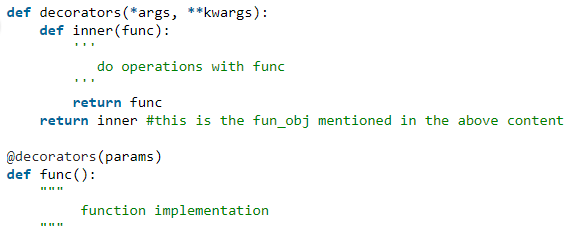 def decorators(*args, **kwargs):
    def inner(func):
        '''
           do operations with func
        '''
        return func
    return inner #this is the fun_obj mentioned in the above content

@decorators(params)
def func():
    """
         function implementation
    """